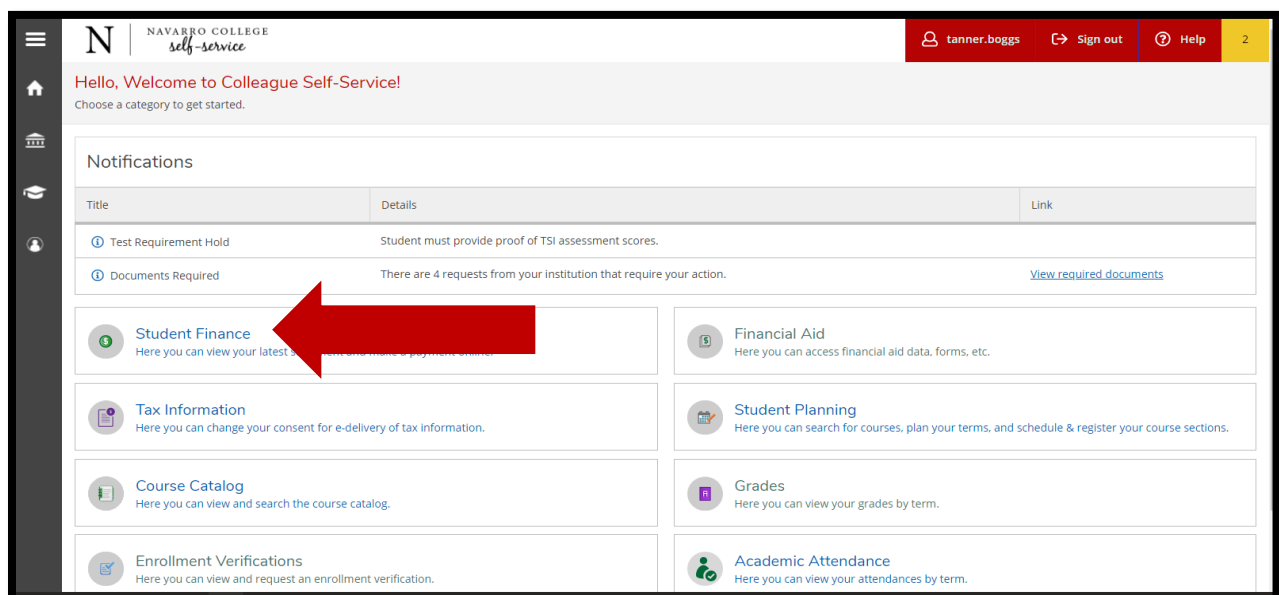 NAVARRO COLLEGE
self-service
N
tanner.boggs
Sign out
Help
2
Hello, Welcome to Colleague Self-Service!
Choose a category to get started.
Notifications
Title Details Link
Test Requirement Hold Student must provide proof of TSI assessment scores.
Documents Required There are 4 requests from your institution that require your action. View required documents
Student Finance
Here you can view your latest and make a payment online.
Financial Aid
Here you can access financial aid data, forms, etc.
Tax Information
Here you can change your consent for e-delivery of tax information.
Student Planning
Here you can search for courses, plan your terms, and schedule & register your course sections.
Course Catalog
Here you can view and search the course catalog.
Grades
Here you can view your grades by term.
Enrollment Verifications
Here you can view and request an enrollment verification.
Academic Attendance
Here you can view your attendances by term.